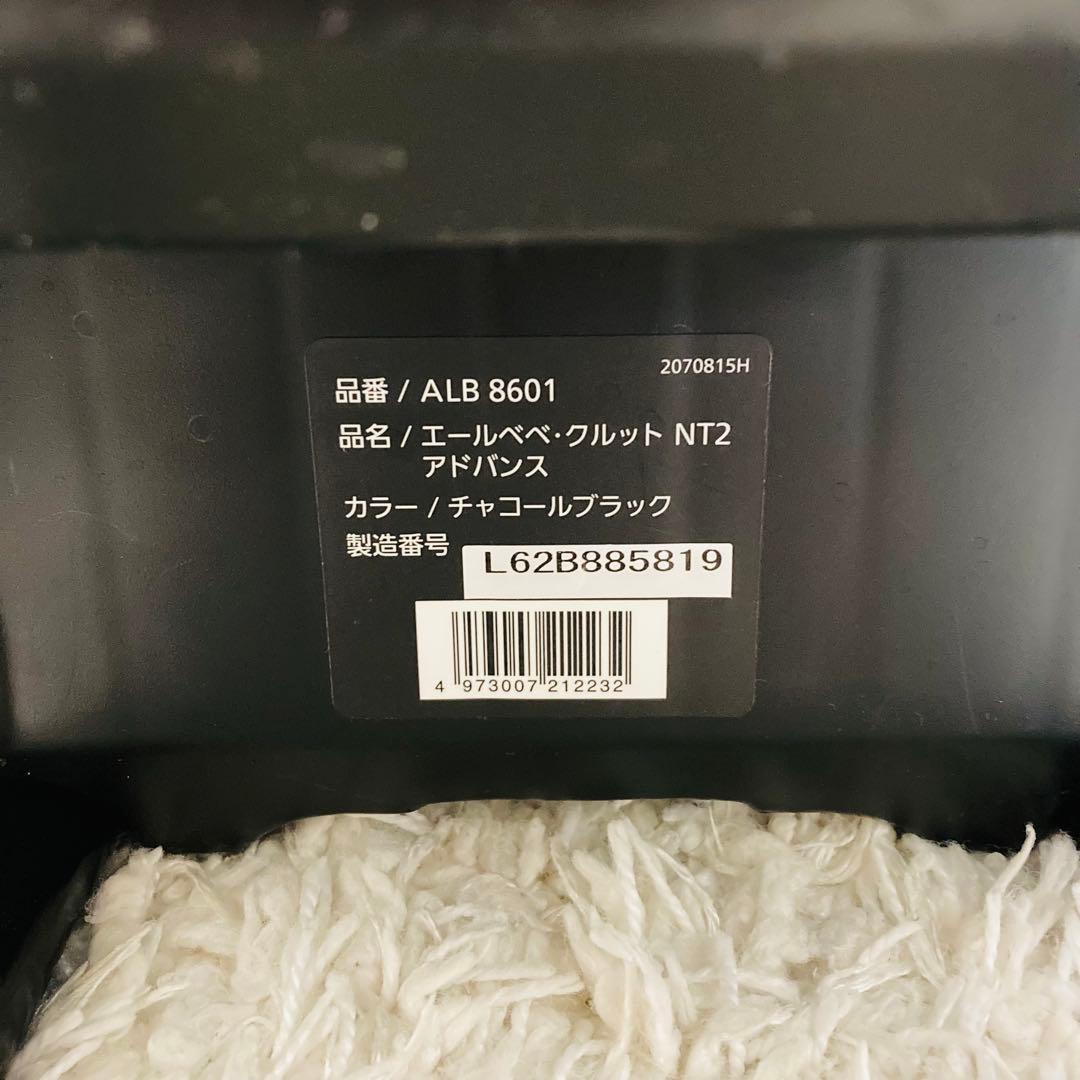 2070815H
品番 / ALB 8601
品名 / エールベベ・クルット NT2
アドバンス
カラー / チャコールブラック
製造番号 L62B885819
4 973007 212232